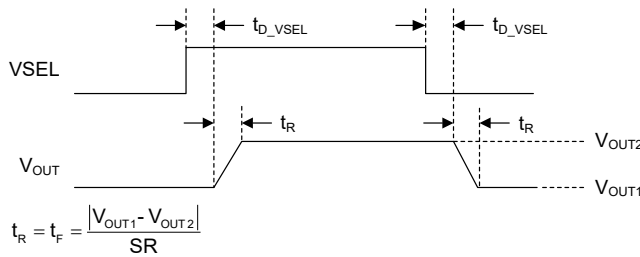 t_D_VSEL
t_D_VSEL
VSEL
t_R
t_R
V_OUT2
V_OUT
V_OUT1
t_R = t_F = |V_OUT1 - V_OUT2| / SR